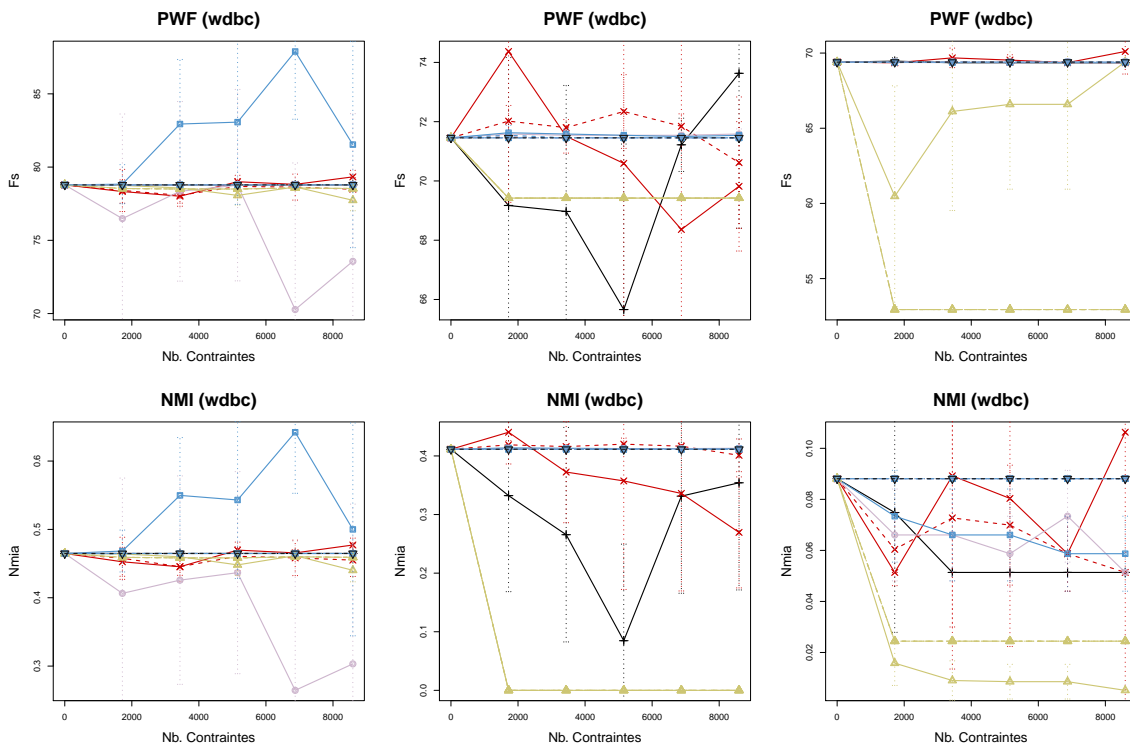 PWF (wdbc)
PWF (wdbc)
PWF (wdbc)
Fs
85
80
75
70
0 2000 4000 6000 8000
Nb. Contraintes
Fs
74
72
70
68
66
0 2000 4000 6000 8000
Nb. Contraintes
Fs
70
65
60
55
0 2000 4000 6000 8000
Nb. Contraintes
NMI (wdbc)
NMI (wdbc)
NMI (wdbc)
Nmia
0.6
0.5
0.4
0.3
0 2000 4000 6000 8000
Nb. Contraintes
Nmia
0.4
0.3
0.2
0.1
0.0
0 2000 4000 6000 8000
Nb. Contraintes
Nmia
0.10
0.08
0.06
0.04
0.02
0 2000 4000 6000 8000
Nb. Contraintes